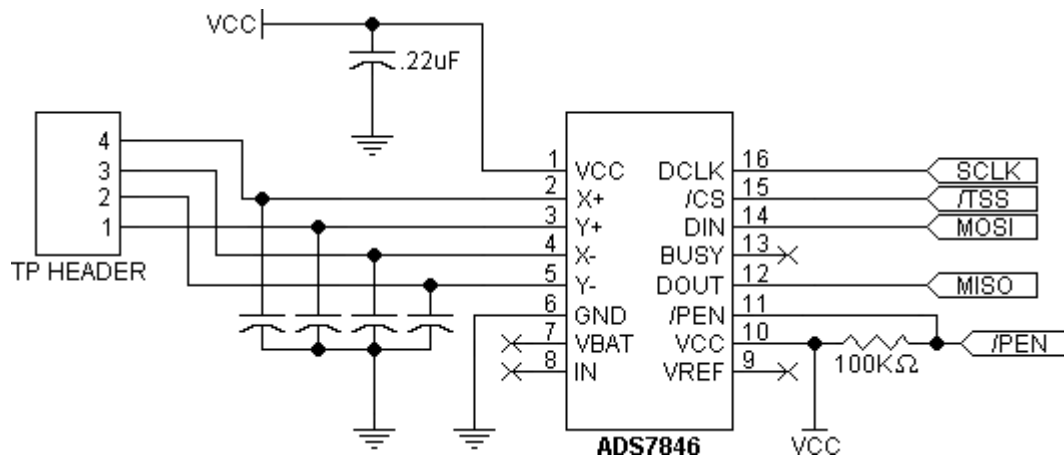 VCC
.22uF
4
3
2
1
TP HEADER
1 VCC DCLK 16 SCLK
2 X+ /CS 15 /TSS
3 Y+ DIN 14 MOSI
4 X- BUSY 13
5 Y- DOUT 12 MISO
6 GND /PEN 11
7 VBAT VCC 10 /PEN
8 IN VREF 9
100KΩ
ADS7846
VCC